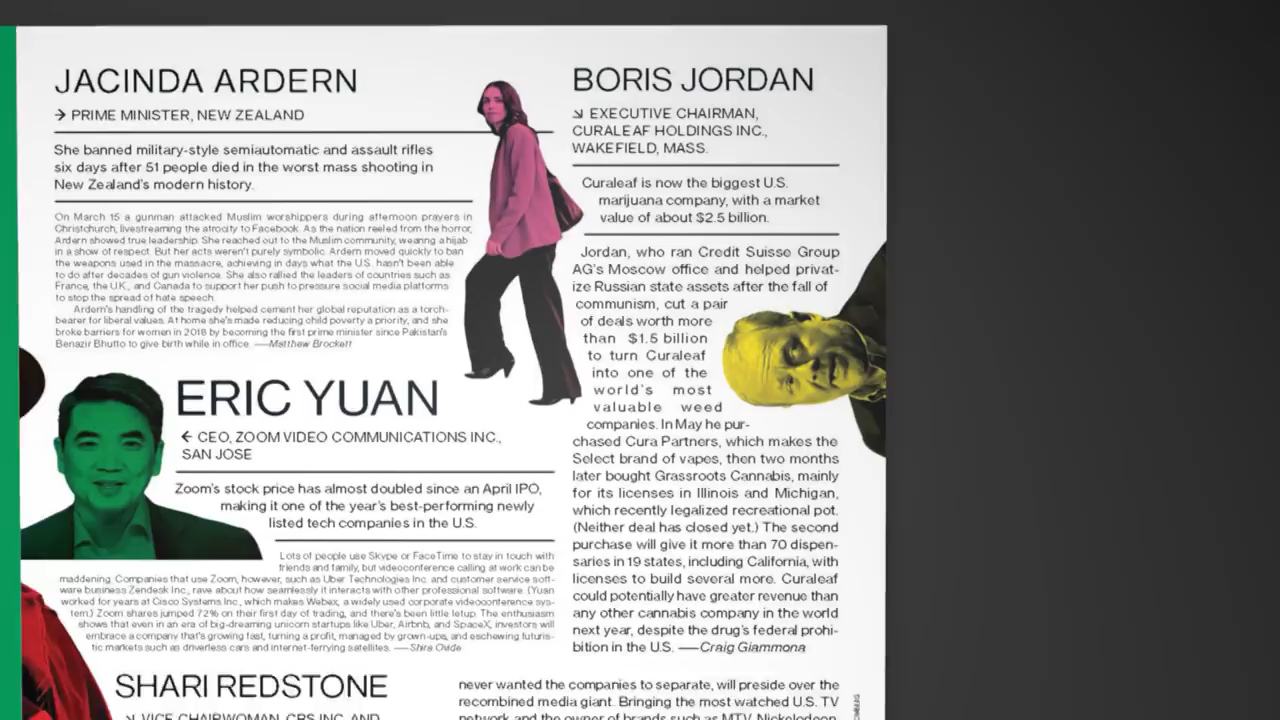 JACINDA ARDERN
→ PRIME MINISTER, NEW ZEALAND
She banned military-style semiautomatic and assault rifles
six days after 51 people died in the worst mass shooting in
New Zealand's modern history.
On March 15 a gunman attacked Muslim worshippers during afternoon prayers in
Christchurch, livestreaming the atrocity to Facebook. As the nation reeled from the horror,
Ardern showed true leadership. She reached out to the Muslim community, wearing a hijab
in a show of respect. But her acts weren't purely symbolic. Ardern moved quickly to ban
the weapons used in the massacre, achieving in days what the U.S. hasn't been able
to do after decades of gun violence. She also rallied the leaders of countries such as
France, the U.K., and Canada to support her push to pressure social media platforms
to stop the spread of hate speech.
Ardern's handling of the tragedy helped cement her global reputation as a torch-
bearer for liberal values. At home she's made reducing child poverty a priority, and she
broke barriers for women in 2018 by becoming the first prime minister since Pakistan's
Benazir Bhutto to give birth while in office. —Matthew Brockett
ERIC YUAN
← CEO, ZOOM VIDEO COMMUNICATIONS INC.,
SAN JOSE
Zoom's stock price has almost doubled since an April IPO,
making it one of the year's best-performing newly
listed tech companies in the U.S.
Lots of people use Skype or FaceTime to stay in touch with
friends and family, but videoconference calling at work can be
maddening. Companies that use Zoom, however, such as Uber Technologies Inc. and customer service soft-
ware business Zendesk Inc., rave about how seamlessly it interacts with other professional software. (Yuan
worked for years at Cisco Systems Inc., which makes Webex, a widely used corporate videoconference sys-
tem.) Zoom shares jumped 72% on their first day of trading, and there's been little letup. The enthusiasm
shows that even in an era of big-dreaming unicorn startups like Uber, Airbnb, and SpaceX, investors will
embrace a company that's growing fast, turning a profit, managed by grown-ups, and eschewing futuris-
tic markets such as driverless cars and internet-ferrying satellites. —Shira Ovide
SHARI REDSTONE
↘ VICE CHAIRWOMAN, CBS INC. AND
BORIS JORDAN
↘ EXECUTIVE CHAIRMAN,
CURALEAF HOLDINGS INC.,
WAKEFIELD, MASS.
Curaleaf is now the biggest U.S.
marijuana company, with a market
value of about $2.5 billion.
Jordan, who ran Credit Suisse Group
AG's Moscow office and helped privat-
ize Russian state assets after the fall of
communism, cut a pair
of deals worth more
than $1.5 billion
to turn Curaleaf
into one of the
world's most
valuable weed
companies. In May he pur-
chased Cura Partners, which makes the
Select brand of vapes, then two months
later bought Grassroots Cannabis, mainly
for its licenses in Illinois and Michigan,
which recently legalized recreational pot.
(Neither deal has closed yet.) The second
purchase will give it more than 70 dispen-
saries in 19 states, including California, with
licenses to build several more. Curaleaf
could potentially have greater revenue than
any other cannabis company in the world
next year, despite the drug's federal prohi-
bition in the U.S. —Craig Giammona
never wanted the companies to separate, will preside over the
recombined media giant. Bringing the most watched U.S. TV
network and the owner of brands such as MTV, Nickelodeon,